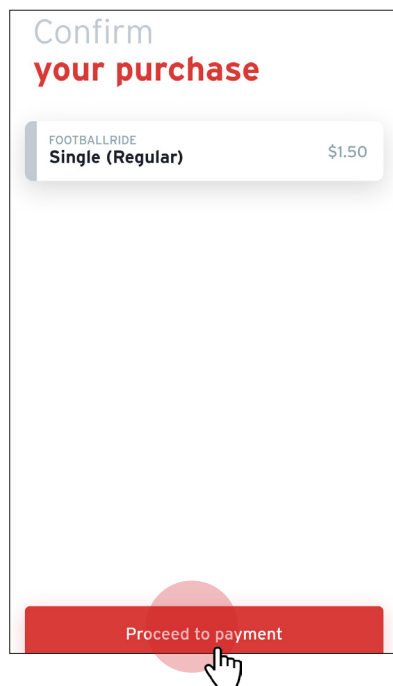 Confirm
your purchase
FOOTBALLRIDE
Single (Regular)
$1.50
Proceed to payment